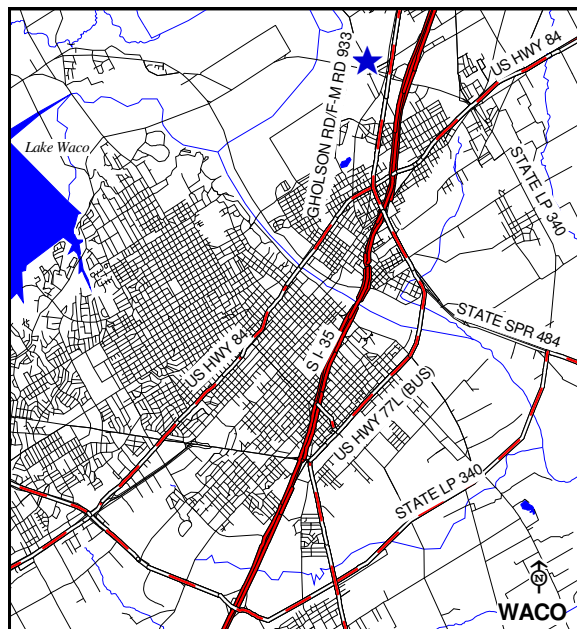 GHOLSON RD/F-M RD 933
US HWY 84
Lake Waco
STATE LP 340
STATE SPR 484
US HWY 84
S I-35
US HWY 77L (BUS)
STATE LP 340
N
WACO